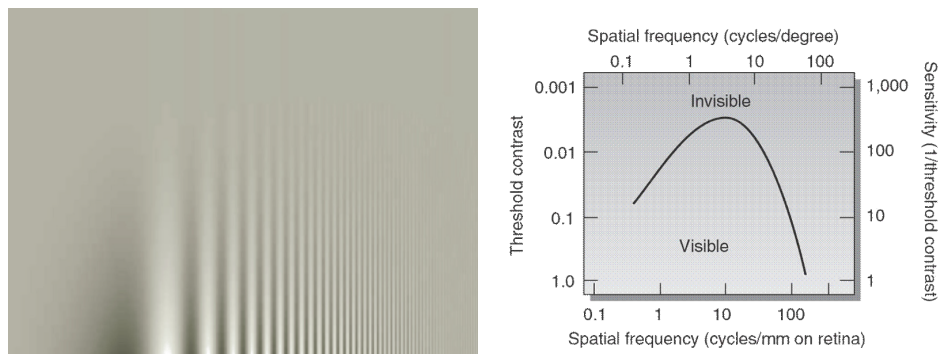 Spatial frequency (cycles/degree)
0.1 1 10 100
0.001 1,000
Invisible
0.01 100
0.1 10
Visible
1.0 1
Threshold contrast
Sensitivity (1/threshold contrast)
0.1 1 10 100
Spatial frequency (cycles/mm on retina)